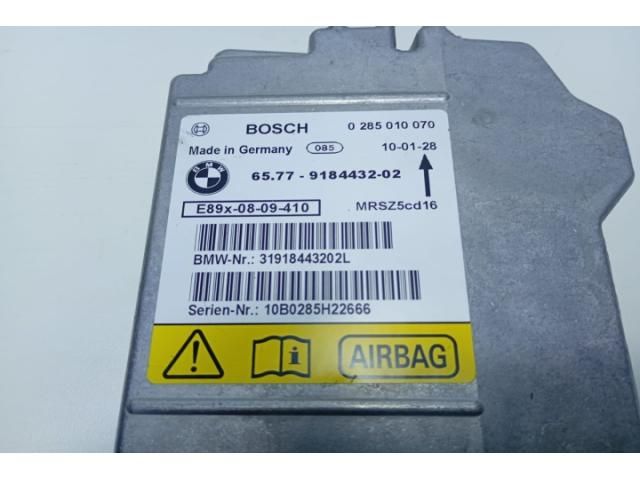 BOSCH 0 285 010 070
Made in Germany 085 10-01-28
BMW 65.77 - 9184432-02
E89x-08-09-410 MRSZ5cd16
BMW-Nr.: 31918443202L
Serien-Nr.: 10B0285H22666
AIRBAG